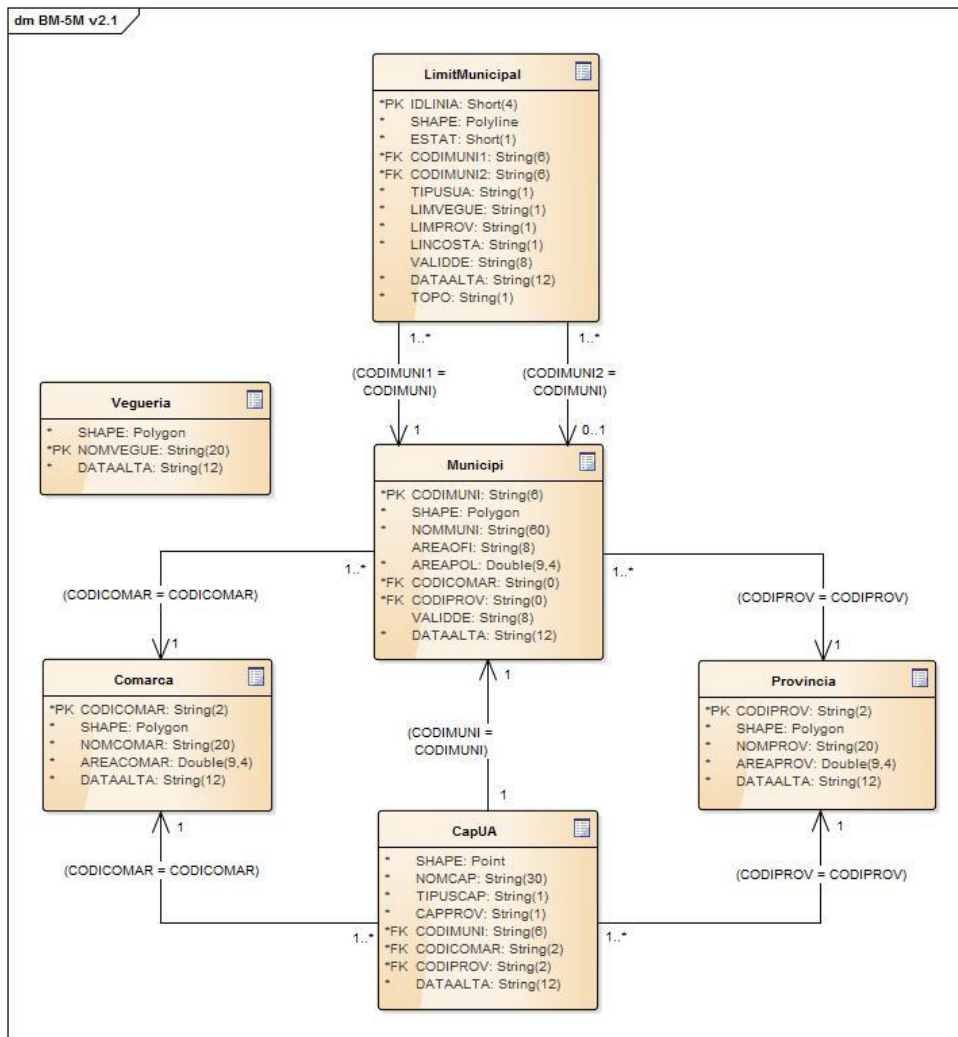 dm BM-5M v2.1
LimitMunicipal
*PK IDLINIA: Short(4)
* SHAPE: Polyline
* ESTAT: Short(1)
*FK CODIMUNI1: String(6)
*FK CODIMUNI2: String(6)
* TIPUSUA: String(1)
* LIMVEGUE: String(1)
* LIMPROV: String(1)
* LINCOSTA: String(1)
VALIDDE: String(8)
* DATAALTA: String(12)
* TOPO: String(1)
1..*
1..*
(CODIMUNI1 =
CODIMUNI)
(CODIMUNI2 =
CODIMUNI)
1
0..1
Vegueria
* SHAPE: Polygon
*PK NOMVEGUE: String(20)
* DATAALTA: String(12)
Municipi
*PK CODIMUNI: String(6)
* SHAPE: Polygon
* NOMMUNI: String(60)
AREAOFI: String(8)
* AREAPOL: Double(9,4)
*FK CODICOMAR: String(0)
*FK CODIPROV: String(0)
VALIDDE: String(8)
* DATAALTA: String(12)
1..*
1..*
(CODICOMAR = CODICOMAR)
(CODIPROV = CODIPROV)
1
1
1
Comarca
*PK CODICOMAR: String(2)
* SHAPE: Polygon
* NOMCOMAR: String(20)
* AREACOMAR: Double(9,4)
* DATAALTA: String(12)
(CODIMUNI =
CODIMUNI)
Provincia
*PK CODIPROV: String(2)
* SHAPE: Polygon
* NOMPROV: String(20)
* AREAPROV: Double(9,4)
* DATAALTA: String(12)
1
1
1
CapUA
* SHAPE: Point
* NOMCAP: String(30)
* TIPUSCAP: String(1)
* CAPPROV: String(1)
*FK CODIMUNI: String(6)
*FK CODICOMAR: String(2)
*FK CODIPROV: String(2)
* DATAALTA: String(12)
(CODICOMAR = CODICOMAR)
(CODIPROV = CODIPROV)
1..*
1..*